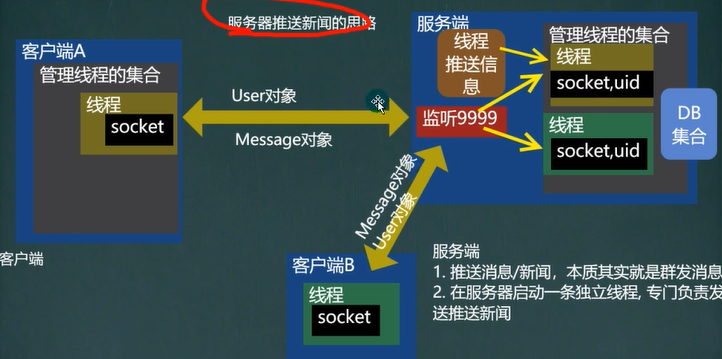 服务器推送新闻的思路
客户端A
管理线程的集合
线程
socket
User对象
Message对象
服务端
线程
推送信
息
监听9999
管理线程的集合
线程
socket,uid
线程
socket,uid
DB
集合
Message对象
User对象
客户端
客户端B
线程
socket
服务端
1. 推送消息/新闻，本质其实就是群发消息
2. 在服务器启动一条独立线程, 专门负责发
送推送新闻